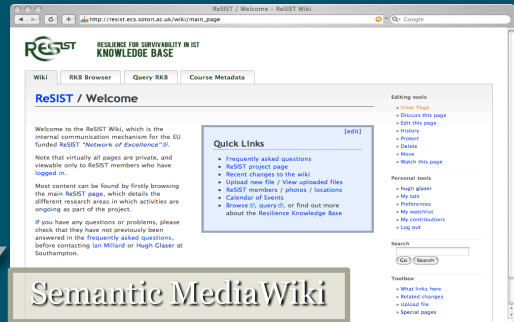 ReSIST / Welcome – ReSIST Wiki
http://resist.ecs.soton.ac.uk/wiki/main_page
Google
RESIST
RESILIENCE FOR SURVIVABILITY IN IST
KNOWLEDGE BASE
Wiki
RKB Browser
Query RKB
Course Metadata
ReSIST / Welcome
Welcome to the ReSIST Wiki, which is the
internal communication mechanism for the EU
funded ReSIST "Network of Excellence".
Note that virtually all pages are private, and
viewable only to ReSIST members who have
logged in.
Most content can be found by firstly browsing
the main ReSIST page, which details the
different research areas in which activities are
ongoing as part of the project.
If you have any questions or problems, please
check that they have not previously been
answered in the frequently asked questions,
before contacting Ian Millard or Hugh Glaser at
Southampton.
[edit]
Quick Links
• Frequently asked questions
• ReSIST project page
• Recent changes to the wiki
• Upload new file / View uploaded files
• ReSIST members / photos / locations
• Calendar of Events
• Browse, query, or find out more
about the Resilience Knowledge Base
Editing tools
» View Page
» Discuss this page
» Edit this page
» History
» Protect
» Delete
» Move
» Watch this page
Personal tools
» hugh glaser
» My talk
» Preferences
» My watchlist
» My contributions
» Log out
Search
Go Search
Toolbox
» What links here
» Related changes
» Upload file
» Special pages
Semantic MediaWiki